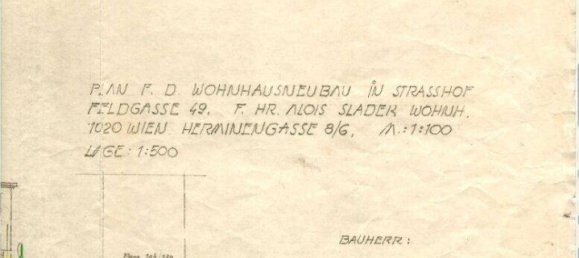 PLAN F. D. WOHNHAUSNEUBAU IN STRASSHOF
FELDGASSE 49, F. HR. ALOIS SLADEK WOHNH.
1020 WIEN HERMINENGASSE 8/6, M.:1:100
LAGE: 1:500
BAUHERR: